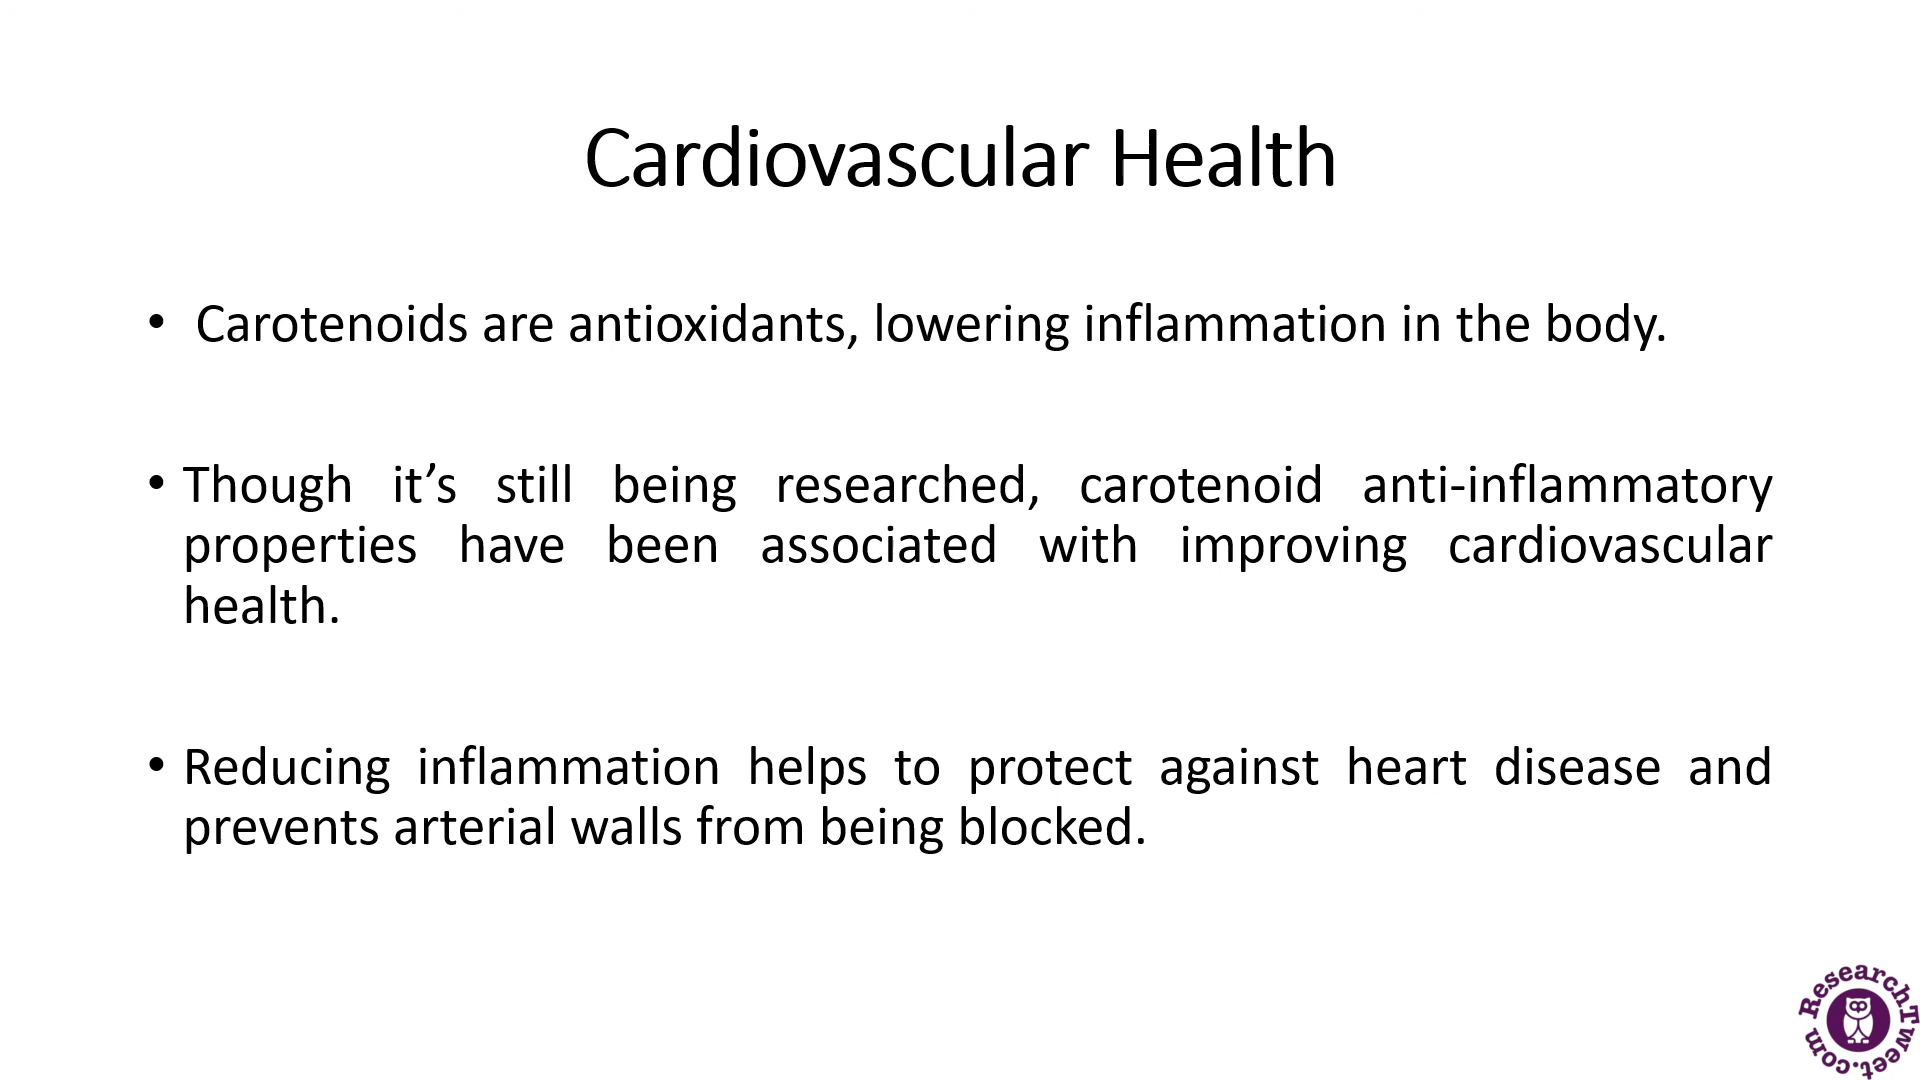 Cardiovascular Health
• Carotenoids are antioxidants, lowering inflammation in the body.
• Though it’s still being researched, carotenoid anti-inflammatory
properties have been associated with improving cardiovascular
health.
• Reducing inflammation helps to protect against heart disease and
prevents arterial walls from being blocked.
ResearchTweet.com